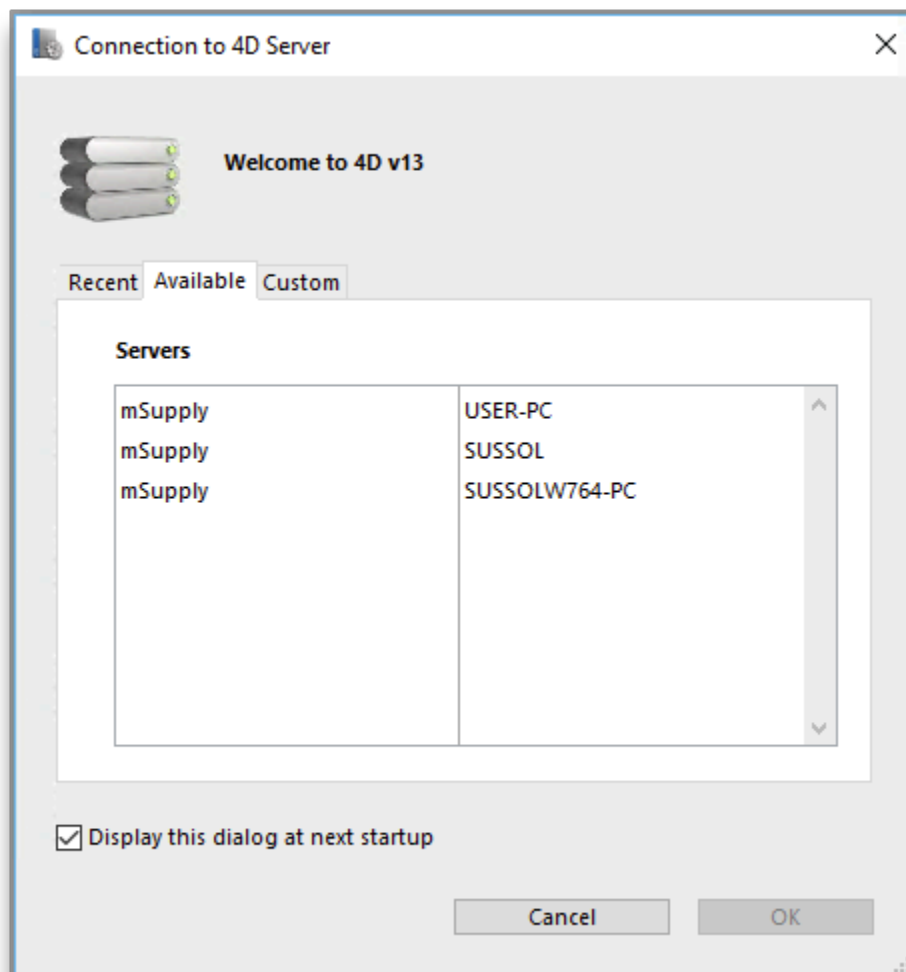 Connection to 4D Server
Welcome to 4D v13
Recent Available Custom
Servers
mSupply USER-PC
mSupply SUSSOL
mSupply SUSSOLW764-PC
Display this dialog at next startup
Cancel OK